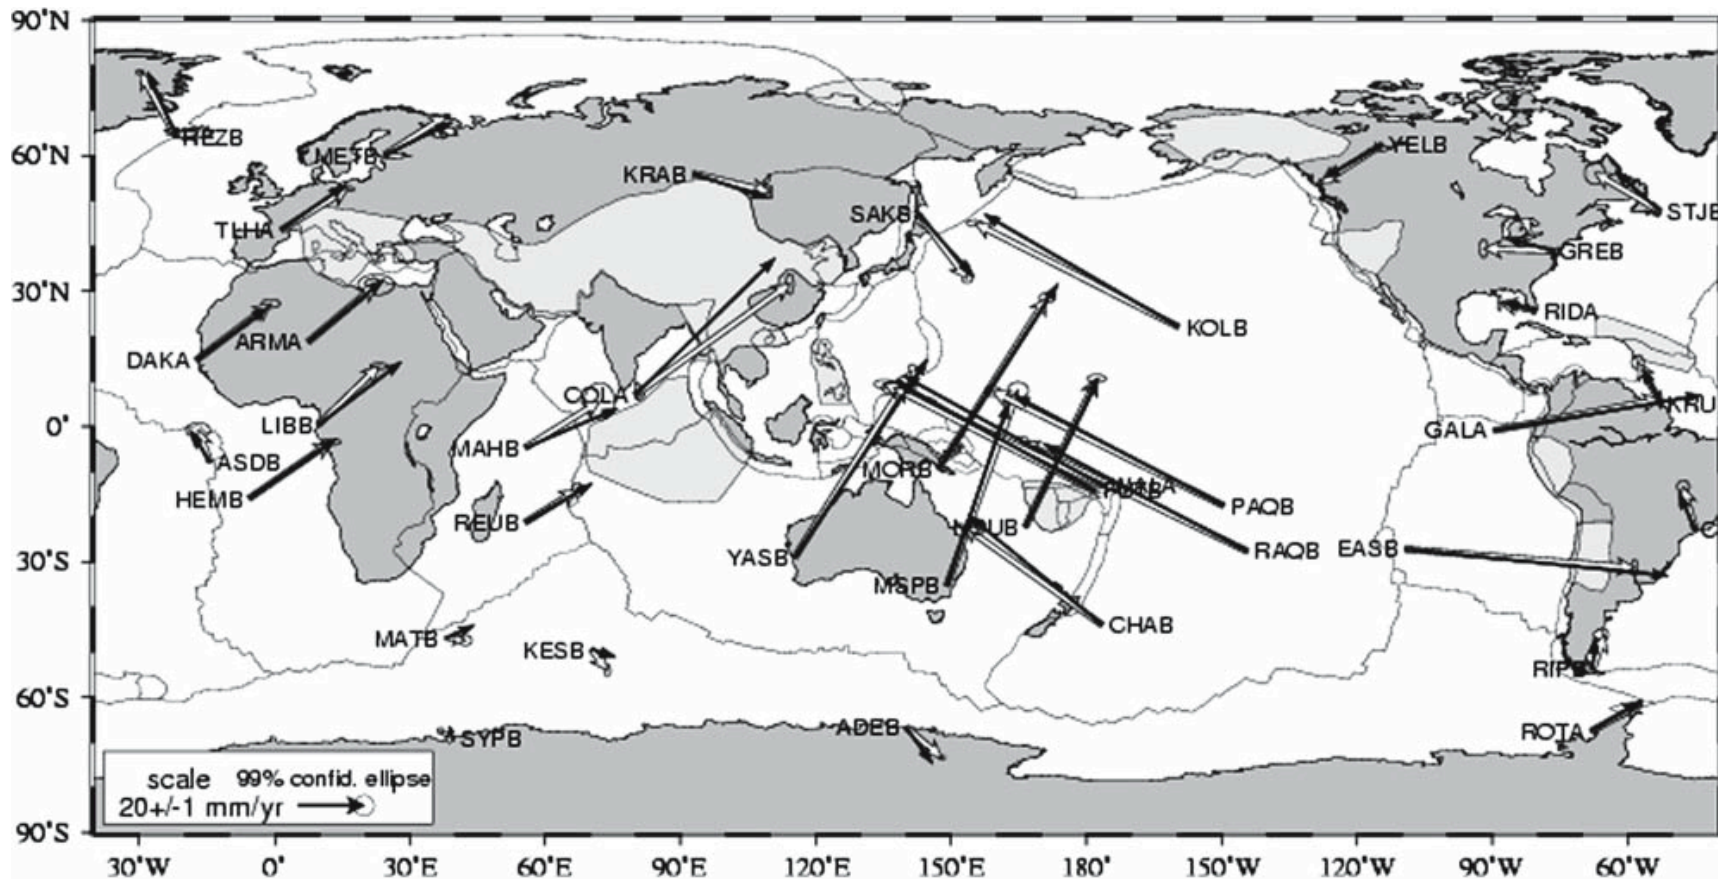 90°N
60°N
30°N
0°
30°S
60°S
90°S
REZB
METB
THHA
KRAB
SAKB
YELB
STJB
GREB
RIDA
KOLB
DAKA
ARMA
COLA
LIBB
MAHB
ASDB
HEMB
REUB
MORB
GALA
KRU
PAQB
RAQB
EASB
YASB
MSPB
NOUB
CHAB
MATB
KESB
RIPB
ROTA
ADEB
SYPB
scale 99% confid. ellipse
20+/-1 mm/yr
30°W 0° 30°E 60°E 90°E 120°E 150°E 180° 150°W 120°W 90°W 60°W